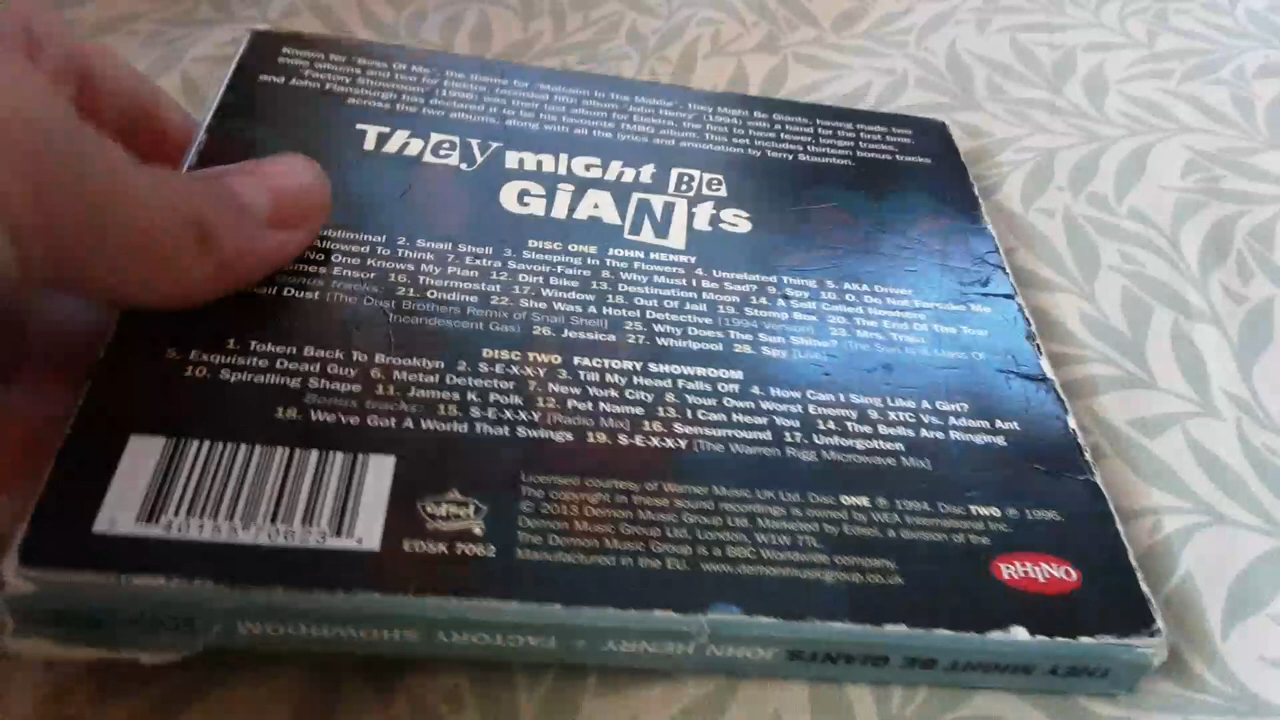 Known for "Boss Of Me", the theme for "Malcolm In The Middle", They Might Be Giants, having made two
indie albums and two for Elektra, recorded fifth album "John Henry" (1994) with a band for the first time.
"Factory Showroom" (1996) was their last album for Elektra, the first to have fewer, longer tracks,
and John Flansburgh has declared it to be his favourite TMBG album. This set includes thirteen bonus tracks
across the two albums, along with all the lyrics and annotation by Terry Staunton.
They might Be
GiANts
DISC ONE JOHN HENRY
ubliminal 2. Snail Shell 3. Sleeping In The Flowers 4. Unrelated Thing 5. AKA Driver
Allowed To Think 7. Extra Savoir-Faire 8. Why Must I Be Sad? 9. Spy 10. O, Do Not Forsake Me
No One Knows My Plan 12. Dirt Bike 13. Destination Moon 14. A Self Called Nowhere
ames Ensor 16. Thermostat 17. Window 18. Out Of Jail 19. Stomp Box 20. The End Of The Tour
onus tracks: 21. Ondine 22. She Was A Hotel Detective [1994 Version] 23. Mrs. Train
ail Dust [The Dust Brothers Remix of Snail Shell] 25. Why Does The Sun Shine? (The Sun Is A Mass Of
Incandescent Gas) 26. Jessica 27. Whirlpool 28. Spy [Live]
DISC TWO FACTORY SHOWROOM
1. Token Back To Brooklyn 2. S-E-X-X-Y 3. Till My Head Falls Off 4. How Can I Sing Like A Girl?
5. Exquisite Dead Guy 6. Metal Detector 7. New York City 8. Your Own Worst Enemy 9. XTC Vs. Adam Ant
10. Spiralling Shape 11. James K. Polk 12. Pet Name 13. I Can Hear You 14. The Bells Are Ringing
Bonus tracks: 15. S-E-X-X-Y [Radio Mix] 16. Sensurround 17. Unforgotten
18. We've Got A World That Swings 19. S-E-X-X-Y [The Warren Rigg Microwave Mix]
edsel
EDSK 7062
Licensed courtesy of Warner Music UK Ltd. Disc ONE ℗ 1994. Disc TWO ℗ 1996.
The copyright in these sound recordings is owned by WEA International Inc.
© 2013 Demon Music Group Ltd. Marketed by Edsel, a division of the
Demon Music Group Ltd, London, W1W 7TL.
The Demon Music Group is a BBC Worldwide company.
Manufactured in the EU. www.demonmusicgroup.co.uk
RHINO
THEY MIGHT BE GIANTS JOHN HENRY + FACTORY SHOWROOM